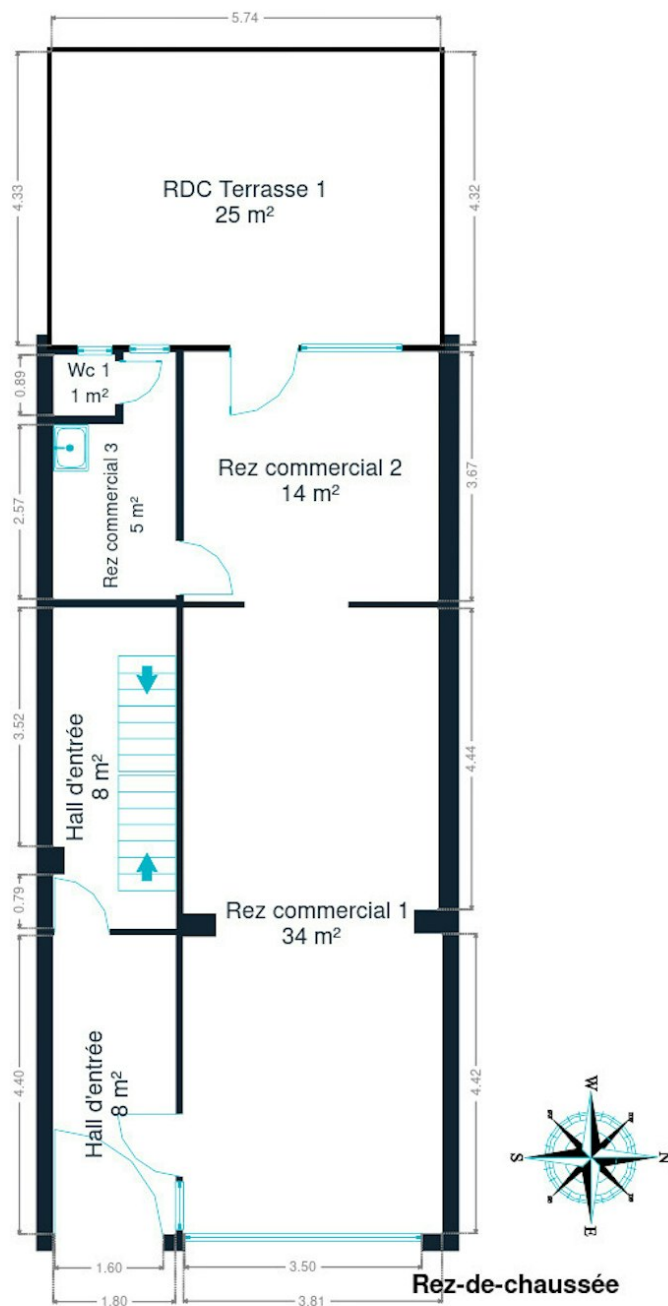 5.74
4.33
4.32
RDC Terrasse 1
25 m²
Wc 1
1 m²
0.89
Rez commercial 3
5 m²
2.57
Rez commercial 2
14 m²
3.67
3.52
Hall d'entrée
8 m²
4.44
0.79
Rez commercial 1
34 m²
4.40
Hall d'entrée
8 m²
4.42
W
S
N
E
1.60
3.50
1.80
3.81
Rez-de-chaussée